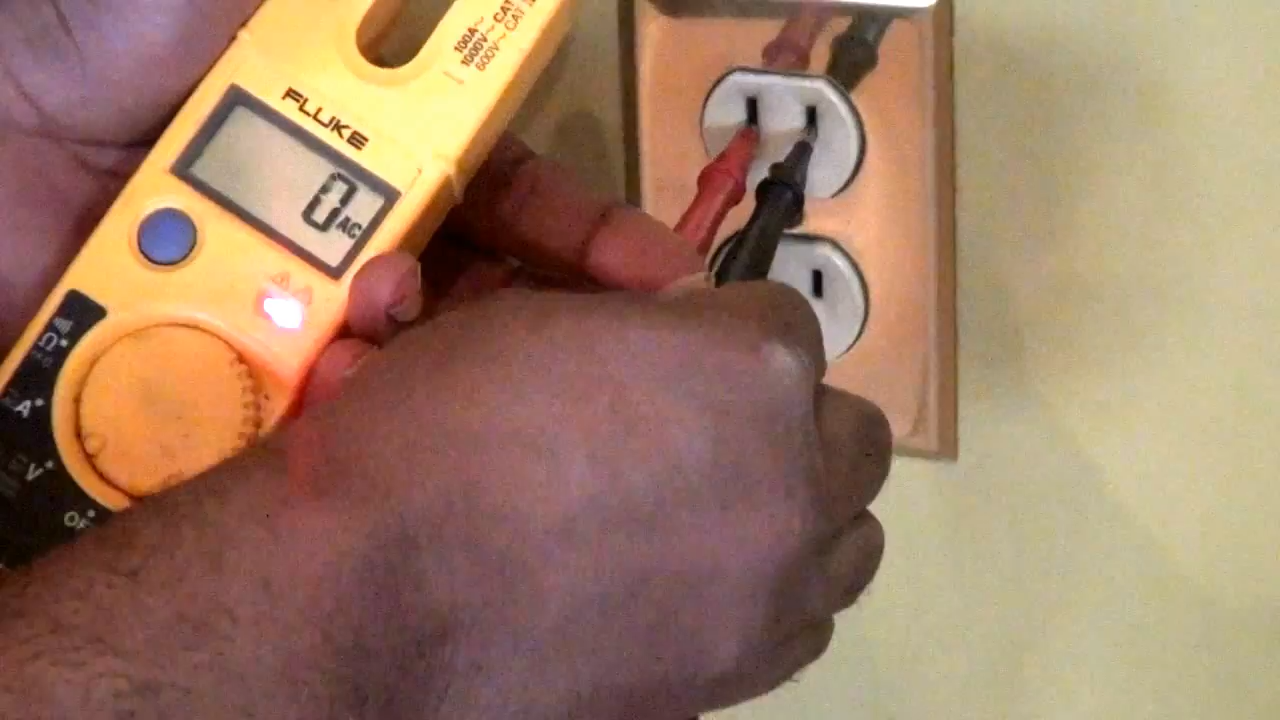 100A~
1000V~ CAT
600V~ CAT
FLUKE
0 AC
Ω
A
V
OFF